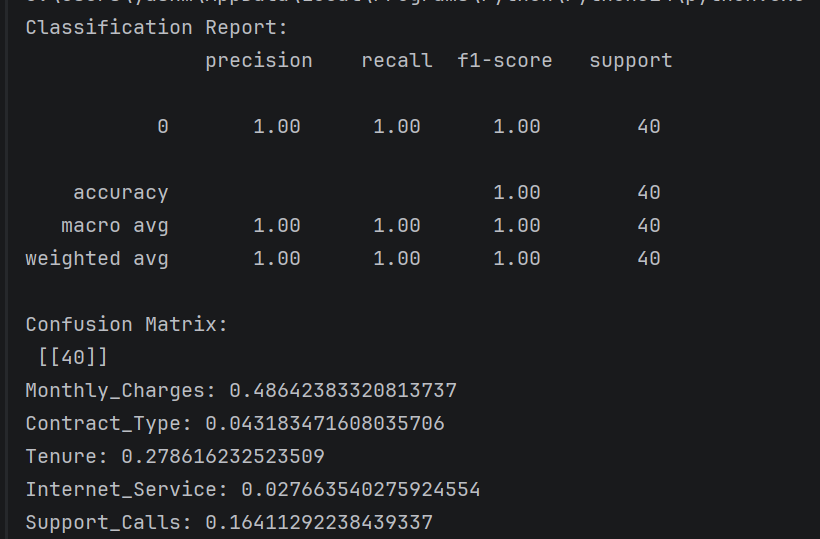 Classification Report:
precision recall f1-score support
0 1.00 1.00 1.00 40
accuracy 1.00 40
macro avg 1.00 1.00 1.00 40
weighted avg 1.00 1.00 1.00 40
Confusion Matrix:
[[40]]
Monthly_Charges: 0.48642383320813737
Contract_Type: 0.043183471608035706
Tenure: 0.278616232523509
Internet_Service: 0.027663540275924554
Support_Calls: 0.16411292238439337